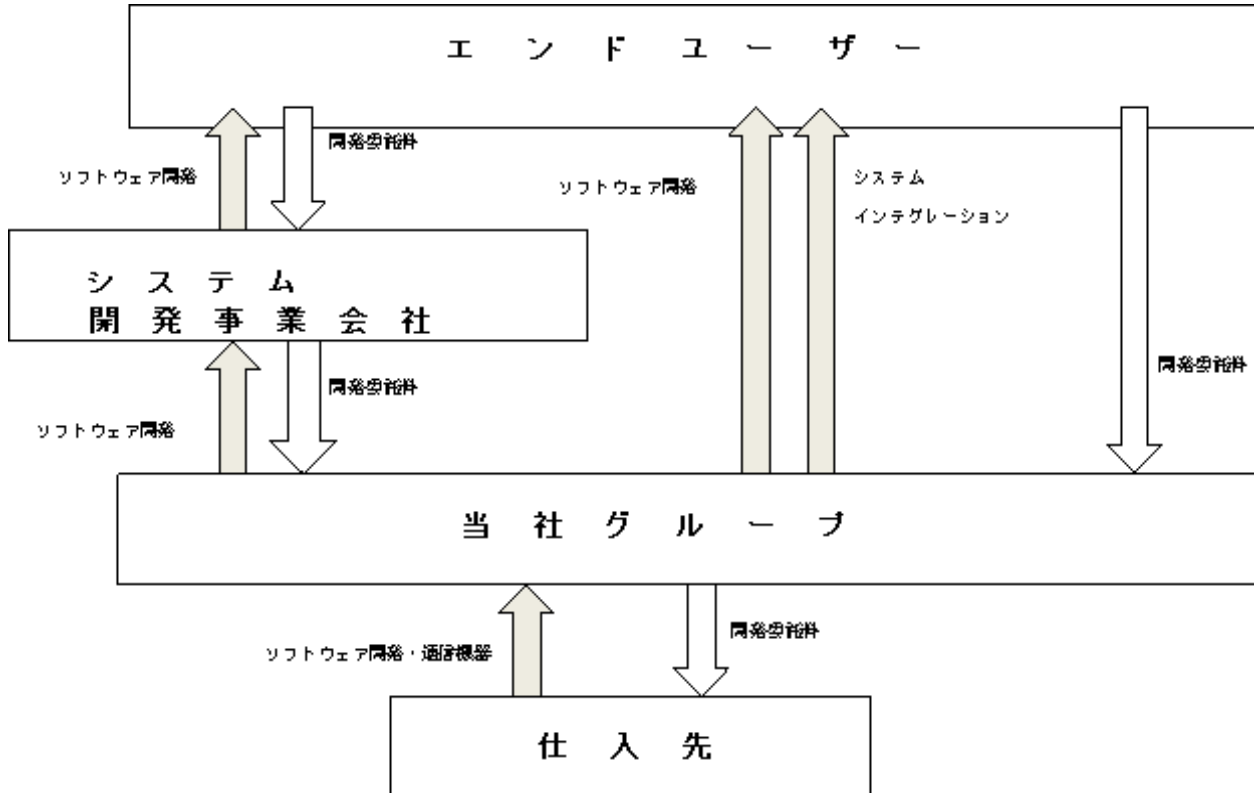 エンドユーザー
開発委託料
ソフトウェア開発
ソフトウェア開発
システム
インテグレーション
システム
開発事業会社
開発委託料
開発委託料
ソフトウェア開発
当社グループ
開発委託料
ソフトウェア開発・通信機器
仕入先